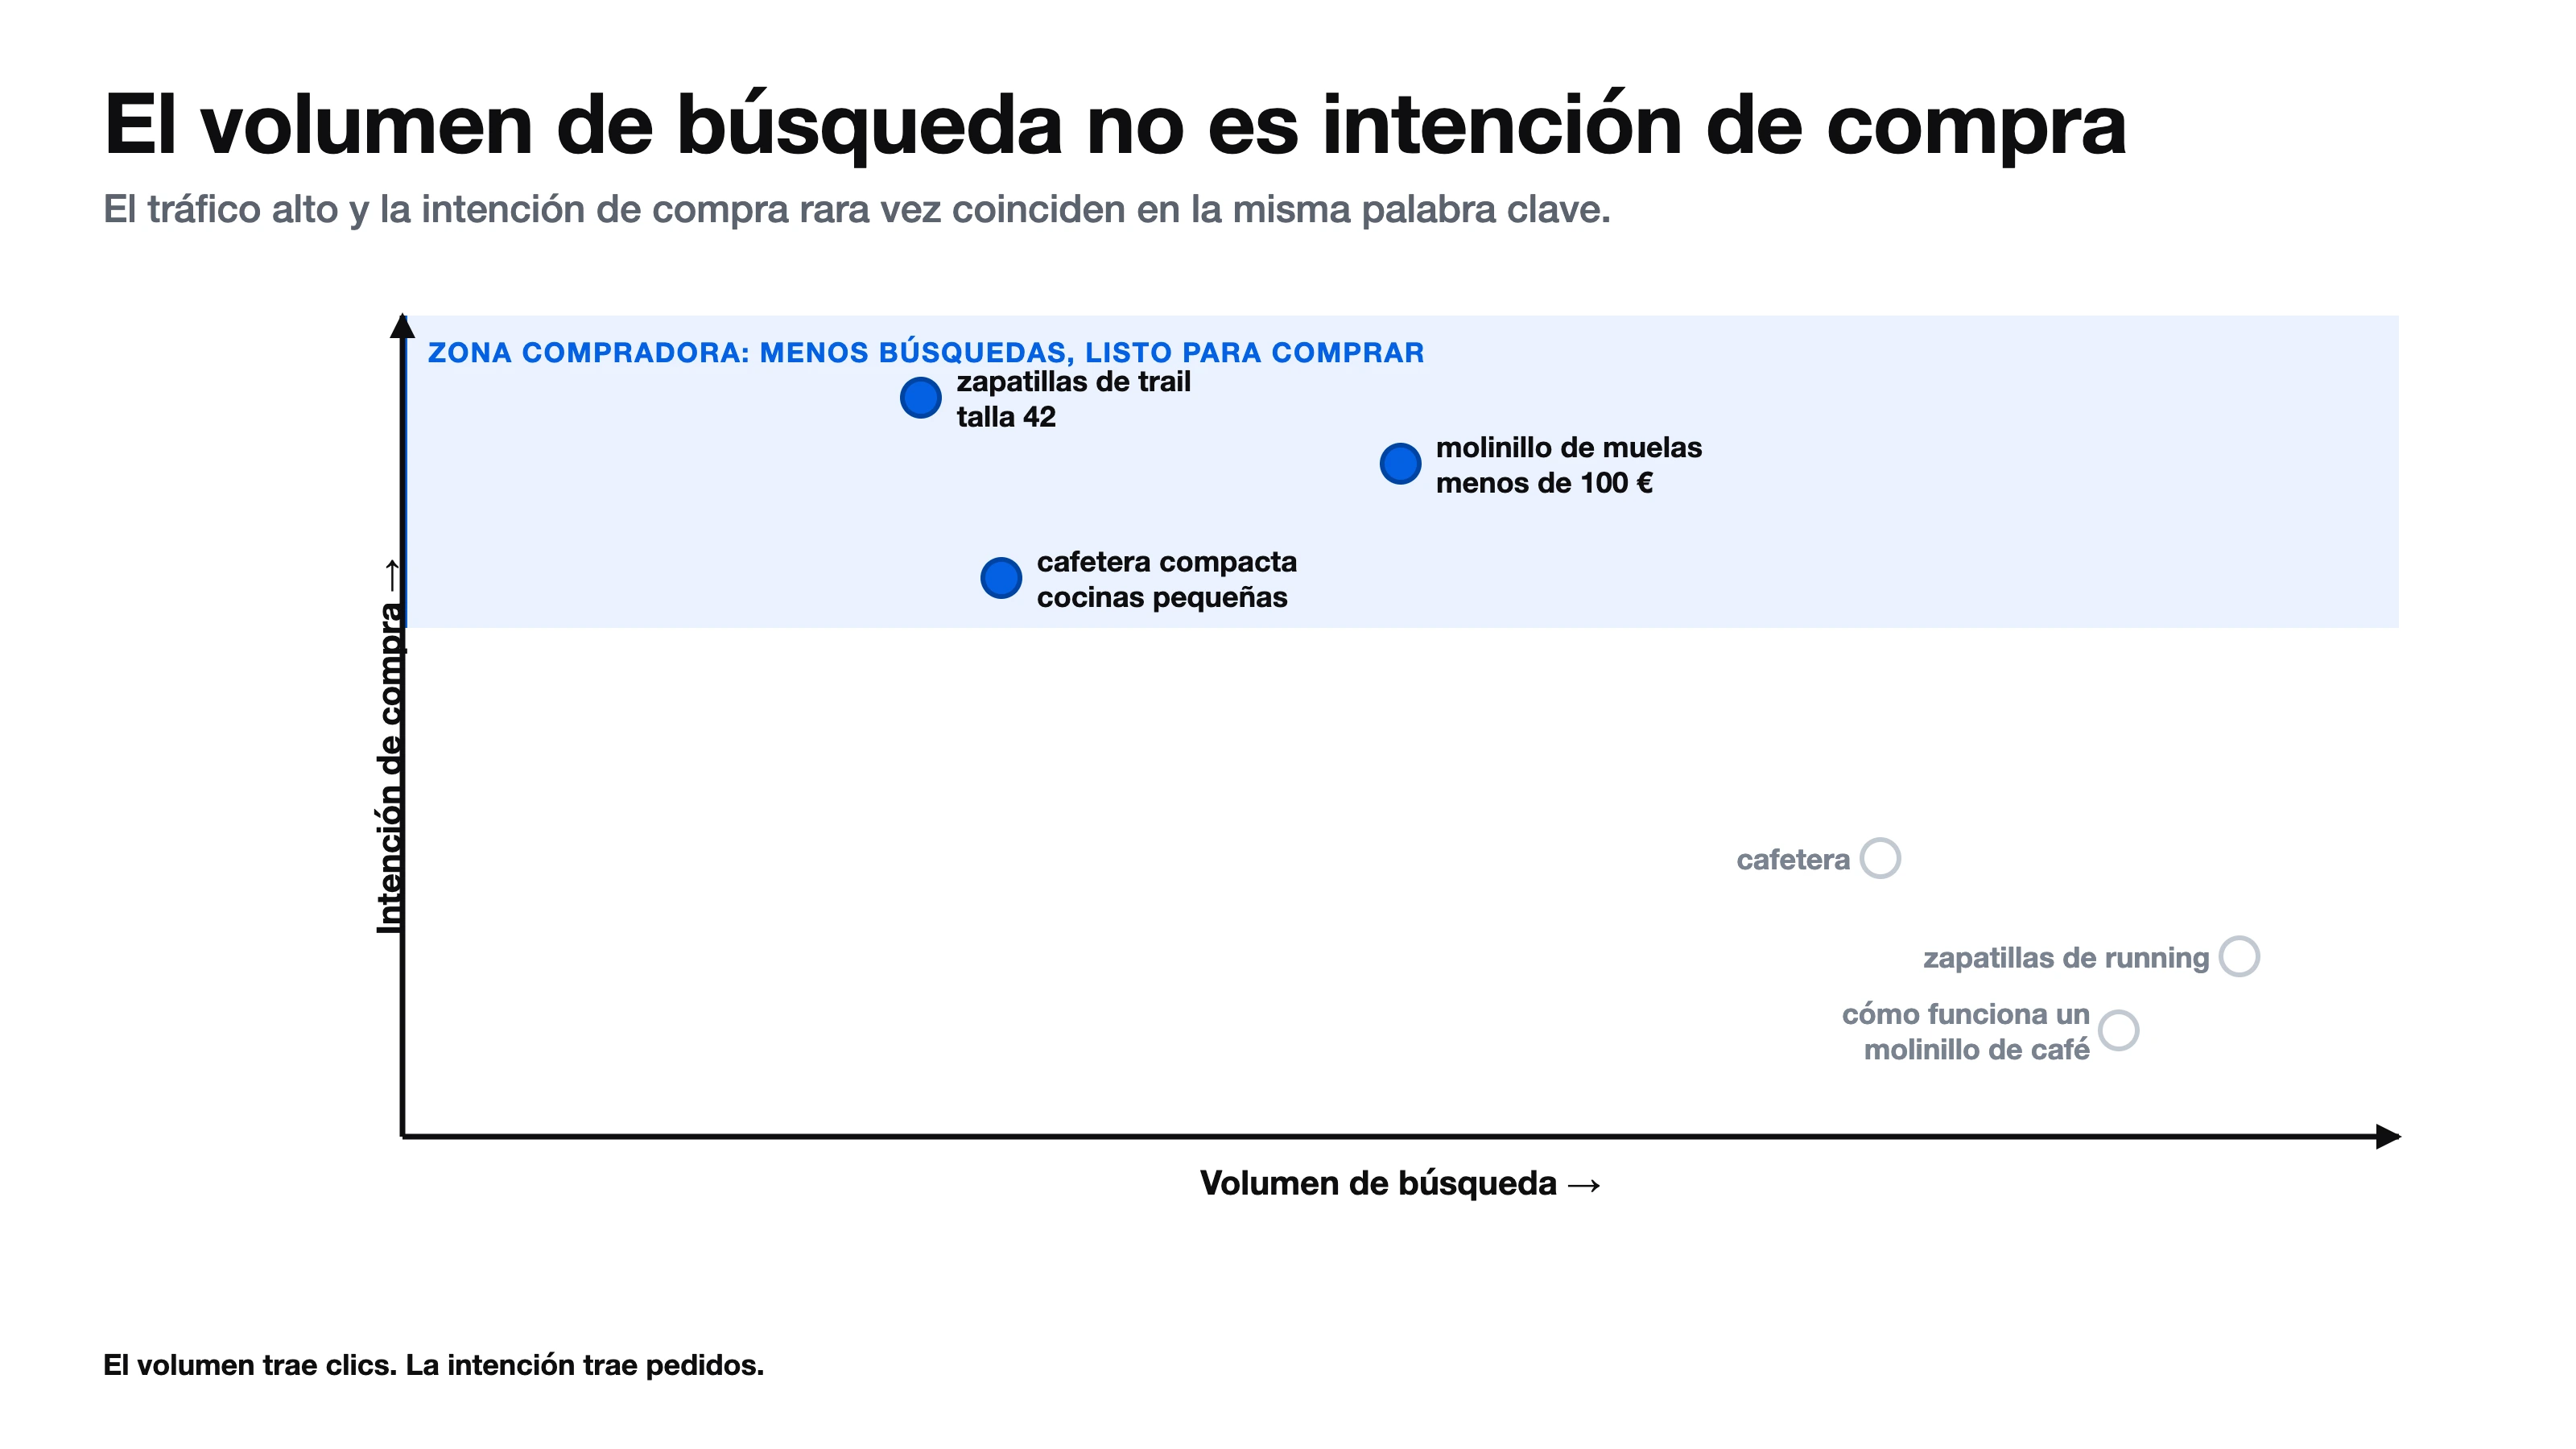 El volumen de búsqueda no es intención de compra
El tráfico alto y la intención de compra rara vez coinciden en la misma palabra clave.
ZONA COMPRADORA: MENOS BÚSQUEDAS, LISTO PARA COMPRAR
zapatillas de trail
talla 42
molinillo de muelas
menos de 100 €
cafetera compacta
cocinas pequeñas
Intención de compra →
cafetera
zapatillas de running
cómo funciona un
molinillo de café
Volumen de búsqueda →
El volumen trae clics. La intención trae pedidos.